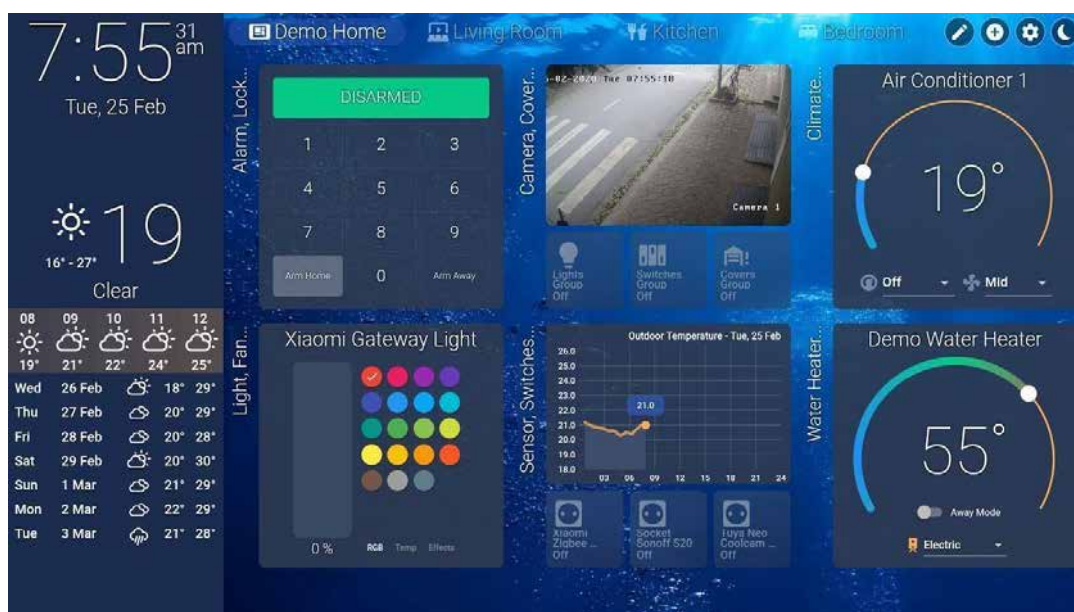 7:55 31 am
Tue, 25 Feb
19
16° - 27°
Clear
08 09 10 11 12
19° 21° 22° 24° 25°
Wed 26 Feb 18° 29°
Thu 27 Feb 20° 29°
Fri 28 Feb 20° 28°
Sat 29 Feb 20° 30°
Sun 1 Mar 21° 29°
Mon 2 Mar 22° 29°
Tue 3 Mar 21° 28°
Demo Home Living Room Kitchen Bedroom
Alarm, Lock...
DISARMED
1 2 3
4 5 6
7 8 9
Arm Home 0 Arm Away
Camera, Cover...
-02-2020 Tue 07:55:18
Camera 1
Lights Group Off
Switches Group Off
Covers Group Off
Climate...
Air Conditioner 1
19°
Off Mid
Light, Fan...
Xiaomi Gateway Light
0 % RGB Temp Effects
Sensor, Switches...
Outdoor Temperature - Tue, 25 Feb
26.0
25.0
24.0
23.0
22.0
21.0
20.0
19.0
18.0
21.0
03 06 09 12 15 18 21 24
Xiaomi Zigbee ... Off
Socket Sonoff S20 Off
Tuya Neo Coolcam ... Off
Water Heater...
Demo Water Heater
55°
Away Mode
Electric